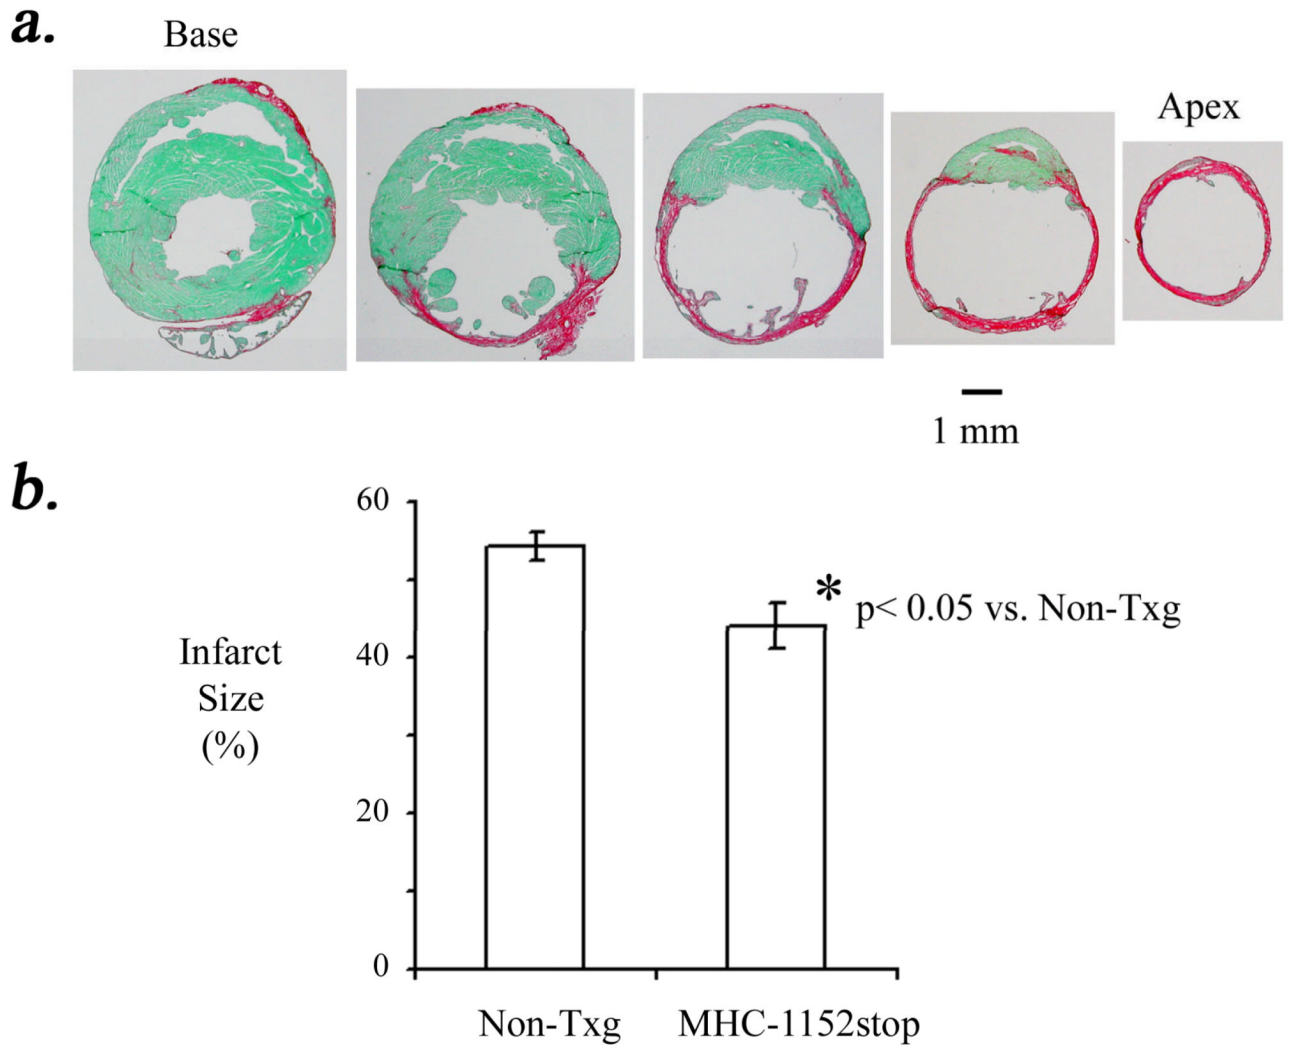 a.
Base
Apex
1 mm
b.
60
40
20
0
Infarct
Size
(%)
*
p< 0.05 vs. Non-Txg
Non-Txg
MHC-1152stop